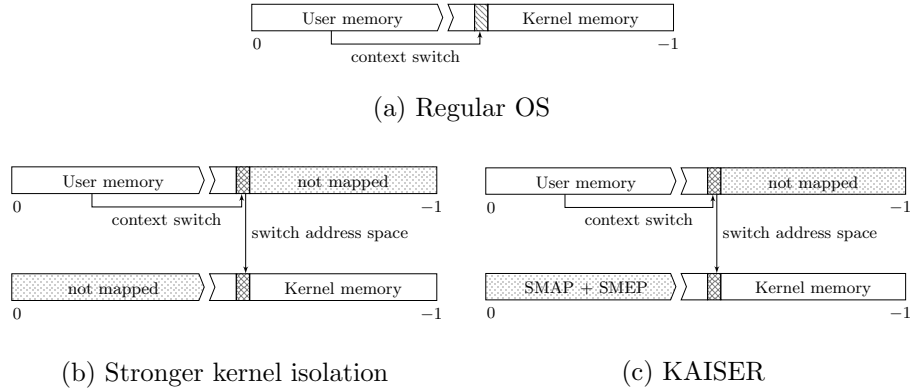 User memory
Kernel memory
0
−1
context switch
(a) Regular OS
User memory
not mapped
0
−1
context switch
switch address space
not mapped
Kernel memory
0
−1
(b) Stronger kernel isolation
User memory
not mapped
0
−1
context switch
switch address space
SMAP + SMEP
Kernel memory
0
−1
(c) KAISER